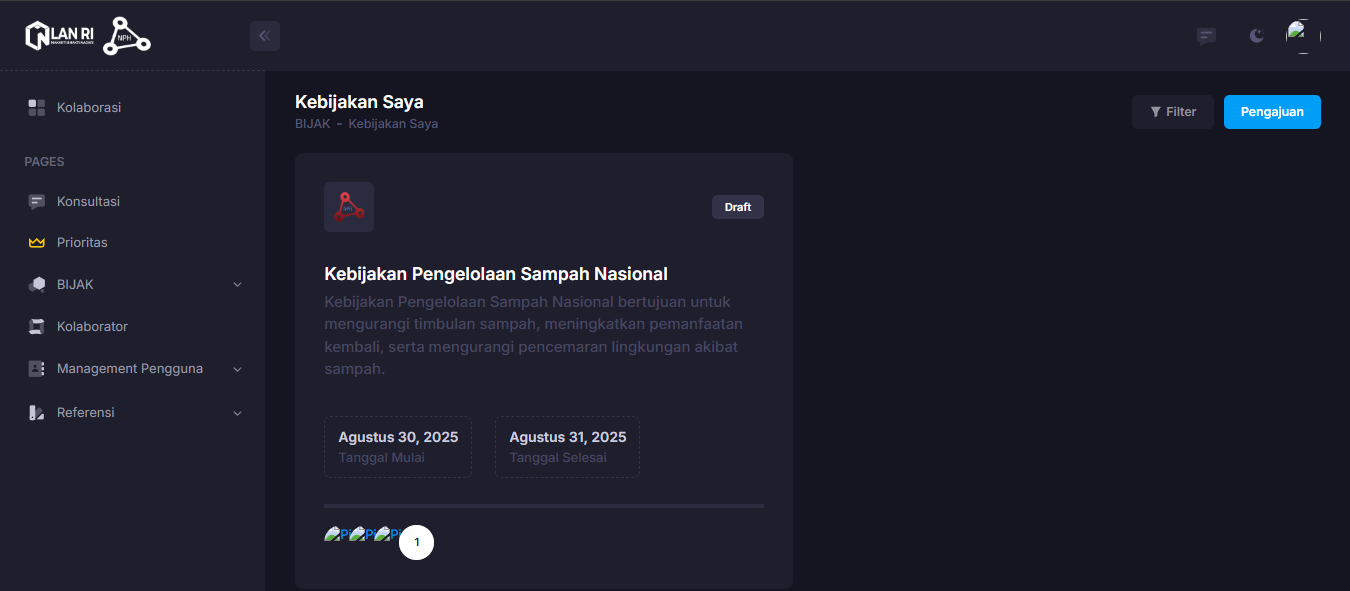 LAN RI
NPH
Kolaborasi
PAGES
Konsultasi
Prioritas
BIJAK
Kolaborator
Management Pengguna
Referensi
Kebijakan Saya
BIJAK - Kebijakan Saya
Filter
Pengajuan
Draft
Kebijakan Pengelolaan Sampah Nasional
Kebijakan Pengelolaan Sampah Nasional bertujuan untuk
mengurangi timbulan sampah, meningkatkan pemanfaatan
kembali, serta mengurangi pencemaran lingkungan akibat
sampah.
Agustus 30, 2025
Tanggal Mulai
Agustus 31, 2025
Tanggal Selesai
Pi Pi Pi 1